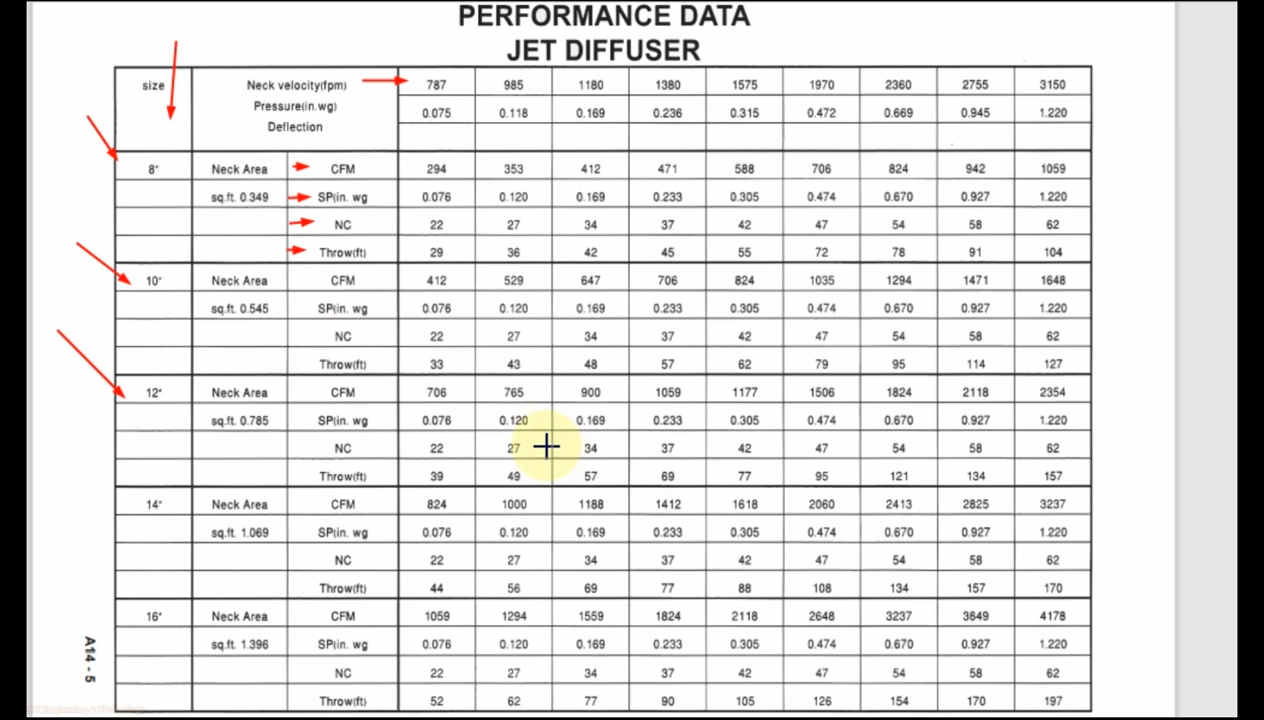 PERFORMANCE DATA
JET DIFFUSER
size Neck velocity(fpm) 787 985 1180 1380 1575 1970 2360 2755 3150
Pressure(in.wg) 0.075 0.118 0.169 0.236 0.315 0.472 0.669 0.945 1.220
Deflection
8" Neck Area CFM 294 353 412 471 588 706 824 942 1059
sq.ft. 0.349 SP(in. wg 0.076 0.120 0.169 0.233 0.305 0.474 0.670 0.927 1.220
NC 22 27 34 37 42 47 54 58 62
Throw(ft) 29 36 42 45 55 72 78 91 104
10" Neck Area CFM 412 529 647 706 824 1035 1294 1471 1648
sq.ft. 0.545 SP(in. wg 0.076 0.120 0.169 0.233 0.305 0.474 0.670 0.927 1.220
NC 22 27 34 37 42 47 54 58 62
Throw(ft) 33 43 48 57 62 79 95 114 127
12" Neck Area CFM 706 765 900 1059 1177 1506 1824 2118 2354
sq.ft. 0.785 SP(in. wg 0.076 0.120 0.169 0.233 0.305 0.474 0.670 0.927 1.220
NC 22 27 34 37 42 47 54 58 62
Throw(ft) 39 49 57 69 77 95 121 134 157
14" Neck Area CFM 824 1000 1188 1412 1618 2060 2413 2825 3237
sq.ft. 1.069 SP(in. wg 0.076 0.120 0.169 0.233 0.305 0.474 0.670 0.927 1.220
NC 22 27 34 37 42 47 54 58 62
Throw(ft) 44 56 69 77 88 108 134 157 170
16" Neck Area CFM 1059 1294 1559 1824 2118 2648 3237 3649 4178
sq.ft. 1.396 SP(in. wg 0.076 0.120 0.169 0.233 0.305 0.474 0.670 0.927 1.220
NC 22 27 34 37 42 47 54 58 62
Throw(ft) 52 62 77 90 105 126 154 170 197
A14 - 5